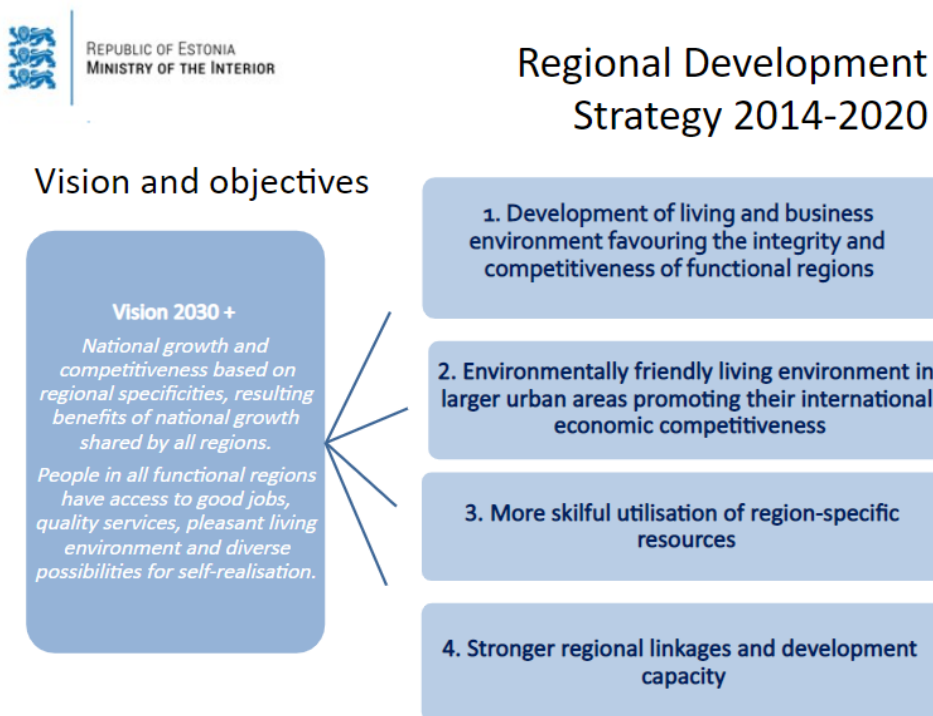 REPUBLIC OF ESTONIA
MINISTRY OF THE INTERIOR
Regional Development
Strategy 2014-2020
Vision and objectives
Vision 2030 +
National growth and
competitiveness based on
regional specificities, resulting
benefits of national growth
shared by all regions.
People in all functional regions
have access to good jobs,
quality services, pleasant living
environment and diverse
possibilities for self-realisation.
1. Development of living and business
environment favouring the integrity and
competitiveness of functional regions
2. Environmentally friendly living environment in
larger urban areas promoting their international
economic competitiveness
3. More skilful utilisation of region-specific
resources
4. Stronger regional linkages and development
capacity